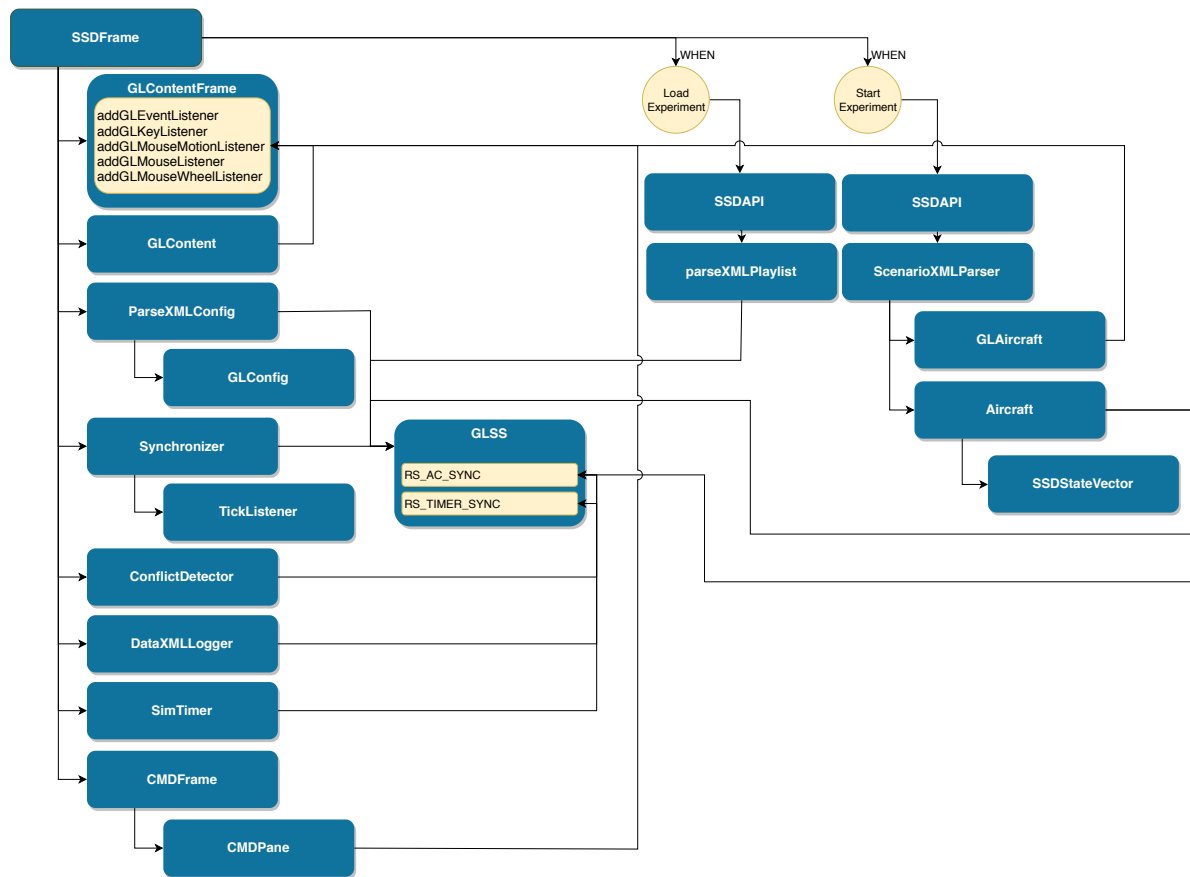 SSDFrame
WHEN
WHEN
Load
Experiment
Start
Experiment
GLContentFrame
addGLEventListener
addGLKeyListener
addGLMouseMotionListener
addGLMouseListener
addGLMouseWheelListener
SSDAPI
SSDAPI
GLContent
parseXMLPlaylist
ScenarioXMLParser
ParseXMLConfig
GLAircraft
GLConfig
Aircraft
Synchronizer
GLSS
RS_AC_SYNC
RS_TIMER_SYNC
SSDStateVector
TickListener
ConflictDetector
DataXMLLogger
SimTimer
CMDFrame
CMDPane